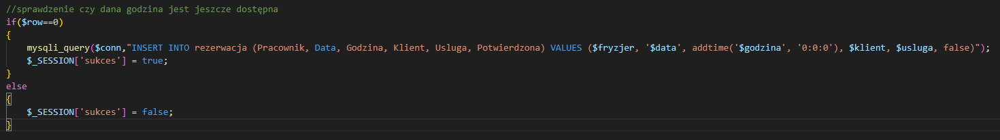 //sprawdzenie czy dana godzina jest jeszcze dostępna
if($row==0)
{
    mysqli_query($conn,"INSERT INTO rezerwacja (Pracownik, Data, Godzina, Klient, Usluga, Potwierdzona) VALUES ($fryzjer, '$data', addtime('$godzina', '0:0:0'), $klient, $usluga, false)");
    $_SESSION['sukces'] = true;
}
else
{
    $_SESSION['sukces'] = false;
}